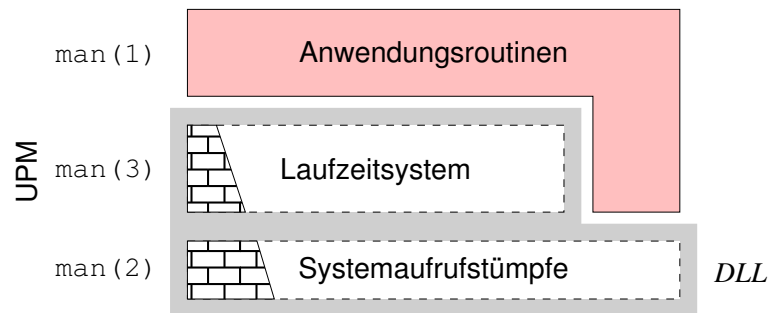 man(1) Anwendungsroutinen
UPM
man(3) Laufzeitsystem
man(2) Systemaufrufstümpfe DLL